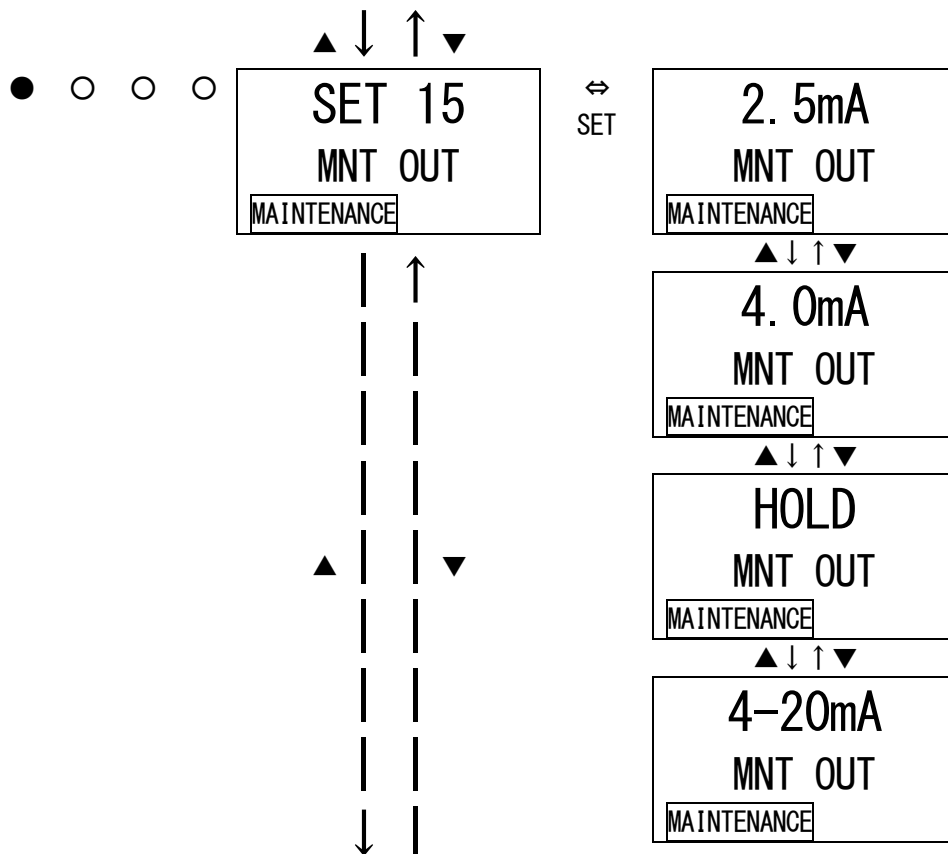 ▲ ↓ ↑ ▼
● ○ ○ ○
SET 15
MNT OUT
MAINTENANCE
⇔
SET
2.5mA
MNT OUT
MAINTENANCE
▲↓↑▼
4.0mA
MNT OUT
MAINTENANCE
▲↓↑▼
HOLD
MNT OUT
MAINTENANCE
▲↓↑▼
4-20mA
MNT OUT
MAINTENANCE
▲ ▼